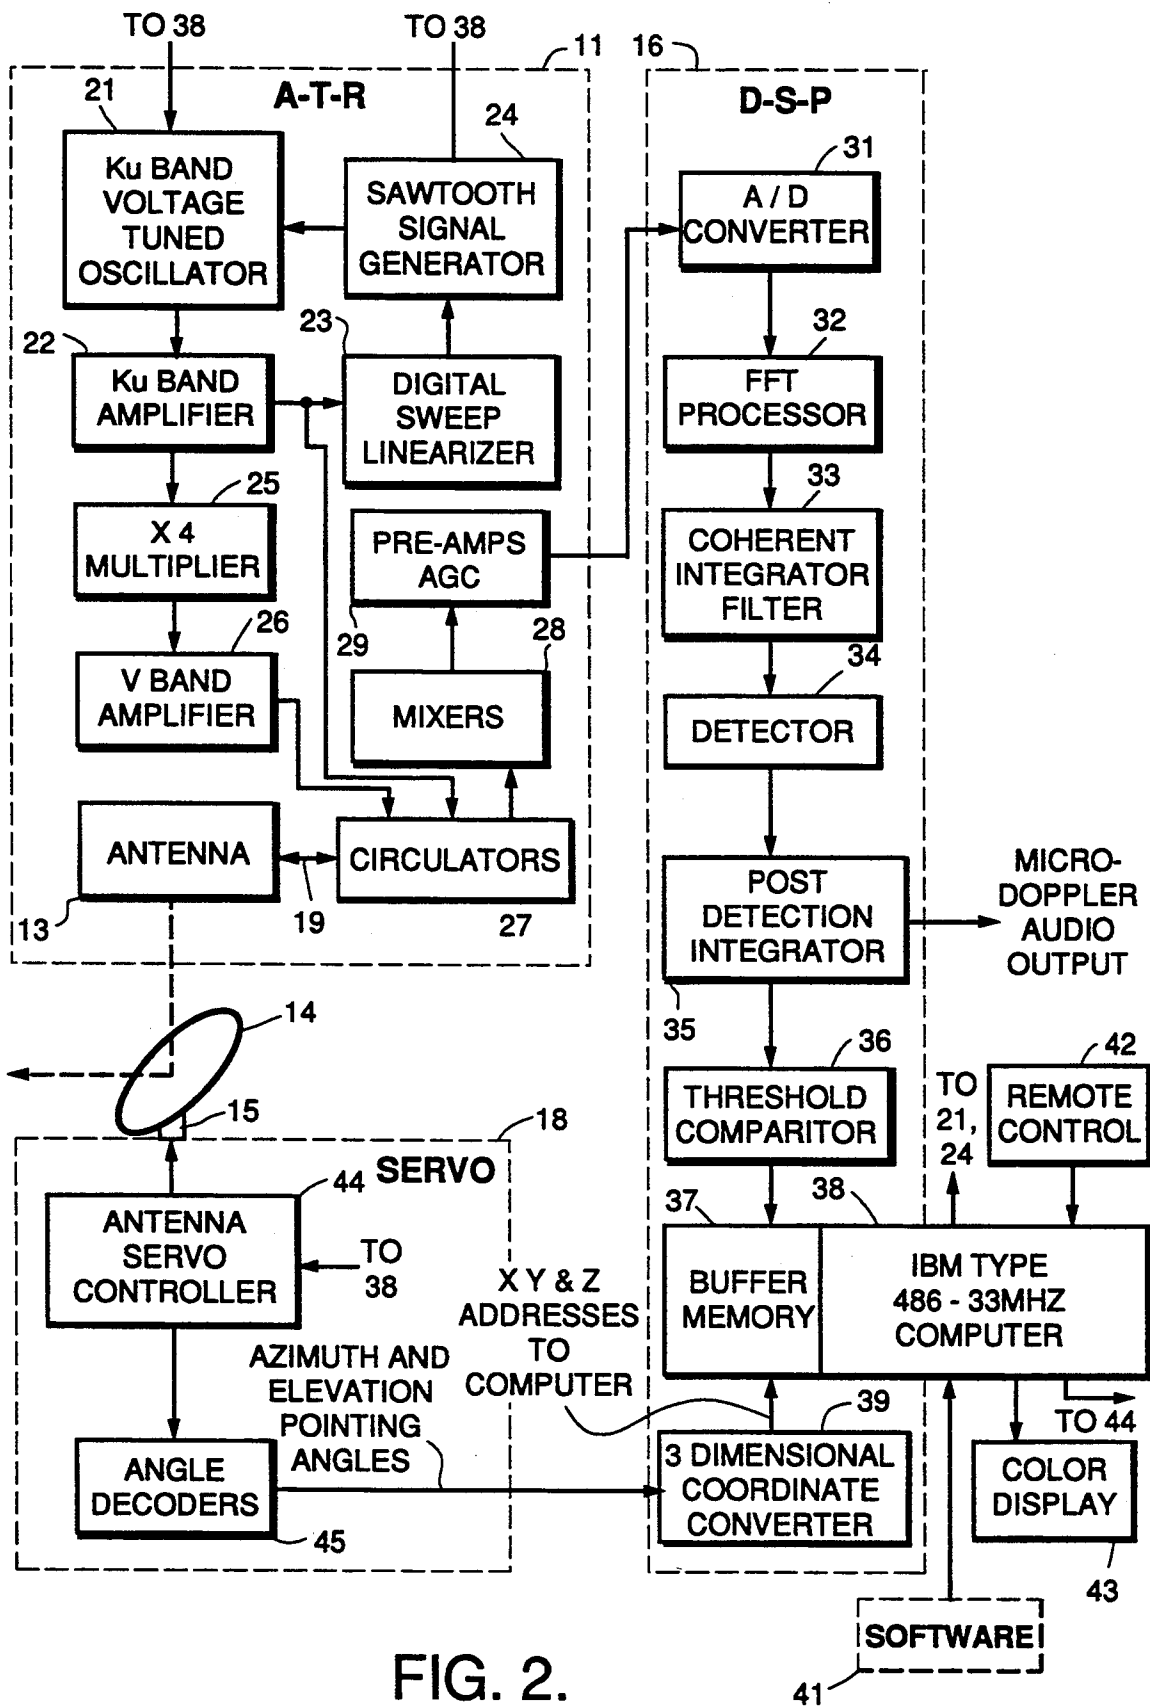 TO 38
TO 38
11
16
A-T-R
D-S-P
21
Ku BAND
VOLTAGE
TUNED
OSCILLATOR
24
SAWTOOTH
SIGNAL
GENERATOR
31
A / D
CONVERTER
22
Ku BAND
AMPLIFIER
23
DIGITAL
SWEEP
LINEARIZER
32
FFT
PROCESSOR
25
X 4
MULTIPLIER
PRE-AMPS
AGC
29
33
COHERENT
INTEGRATOR
FILTER
26
V BAND
AMPLIFIER
28
MIXERS
34
DETECTOR
ANTENNA
13
19
CIRCULATORS
27
POST
DETECTION
INTEGRATOR
35
MICRO-
DOPPLER
AUDIO
OUTPUT
14
15
18
SERVO
36
THRESHOLD
COMPARITOR
TO
21,
24
42
REMOTE
CONTROL
44
ANTENNA
SERVO
CONTROLLER
TO
38
37
BUFFER
MEMORY
38
IBM TYPE
486 - 33MHZ
COMPUTER
X Y & Z
ADDRESSES
TO
COMPUTER
AZIMUTH AND
ELEVATION
POINTING
ANGLES
39
3 DIMENSIONAL
COORDINATE
CONVERTER
TO 44
COLOR
DISPLAY
43
ANGLE
DECODERS
45
SOFTWARE
41
FIG. 2.